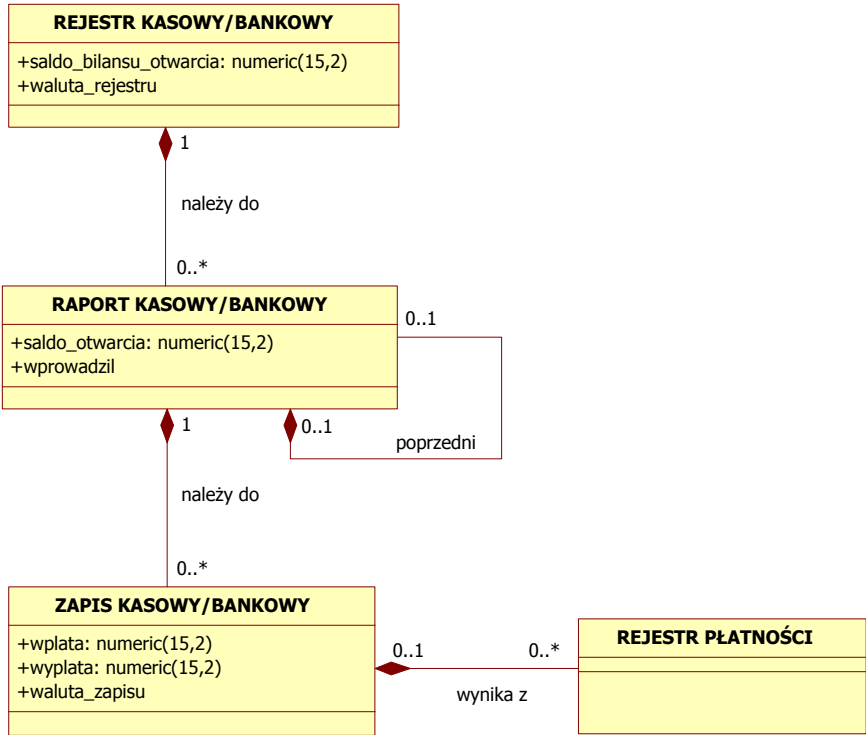 REJESTR KASOWY/BANKOWY
+saldo_bilansu_otwarcia: numeric(15,2)
+waluta_rejestru
1
należy do
0..*
RAPORT KASOWY/BANKOWY
+saldo_otwarcia: numeric(15,2)
+wprowadzil
0..1
1
0..1
poprzedni
należy do
0..*
ZAPIS KASOWY/BANKOWY
+wplata: numeric(15,2)
+wyplata: numeric(15,2)
+waluta_zapisu
0..1
0..*
wynika z
REJESTR PŁATNOŚCI